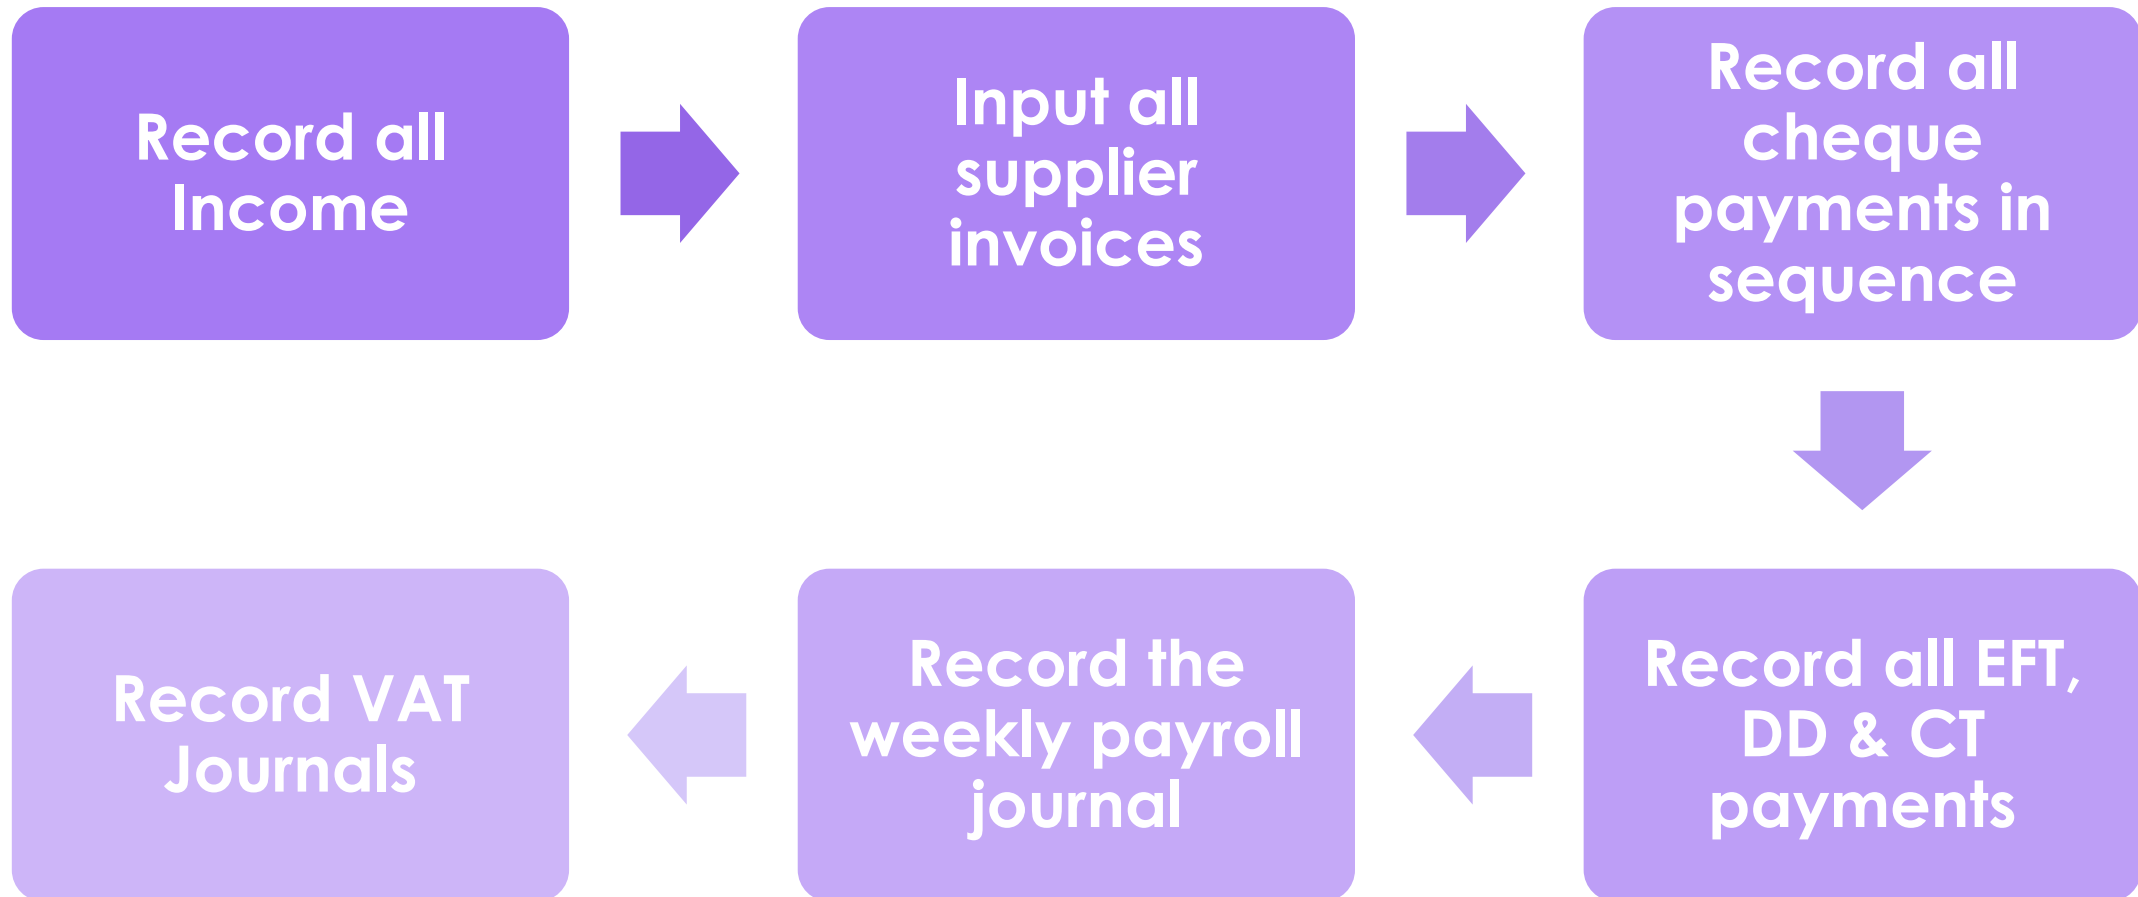 Record all
Income
Input all
supplier
invoices
Record all
cheque
payments in
sequence
Record all EFT,
DD & CT
payments
Record the
weekly payroll
journal
Record VAT
Journals